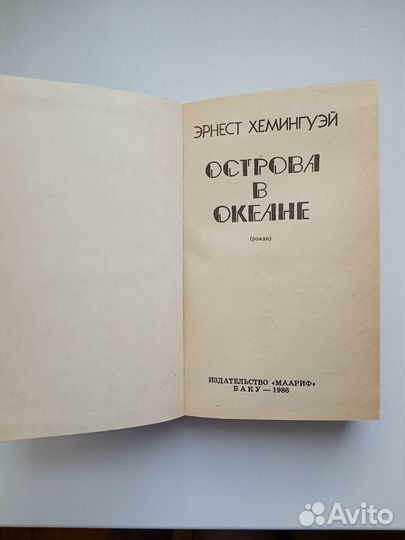 ЭРНЕСТ ХЕМИНГУЭЙ
ОСТРОВА
В
ОКЕАНЕ
(роман)
ИЗДАТЕЛЬСТВО «МААРИФ»
БАКУ — 1986
Avito